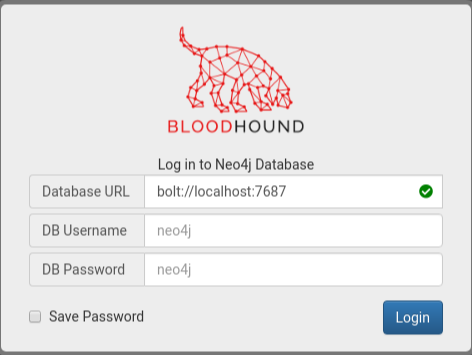 BLOODHOUND
Log in to Neo4j Database
Database URL bolt://localhost:7687
DB Username neo4j
DB Password neo4j
Save Password Login